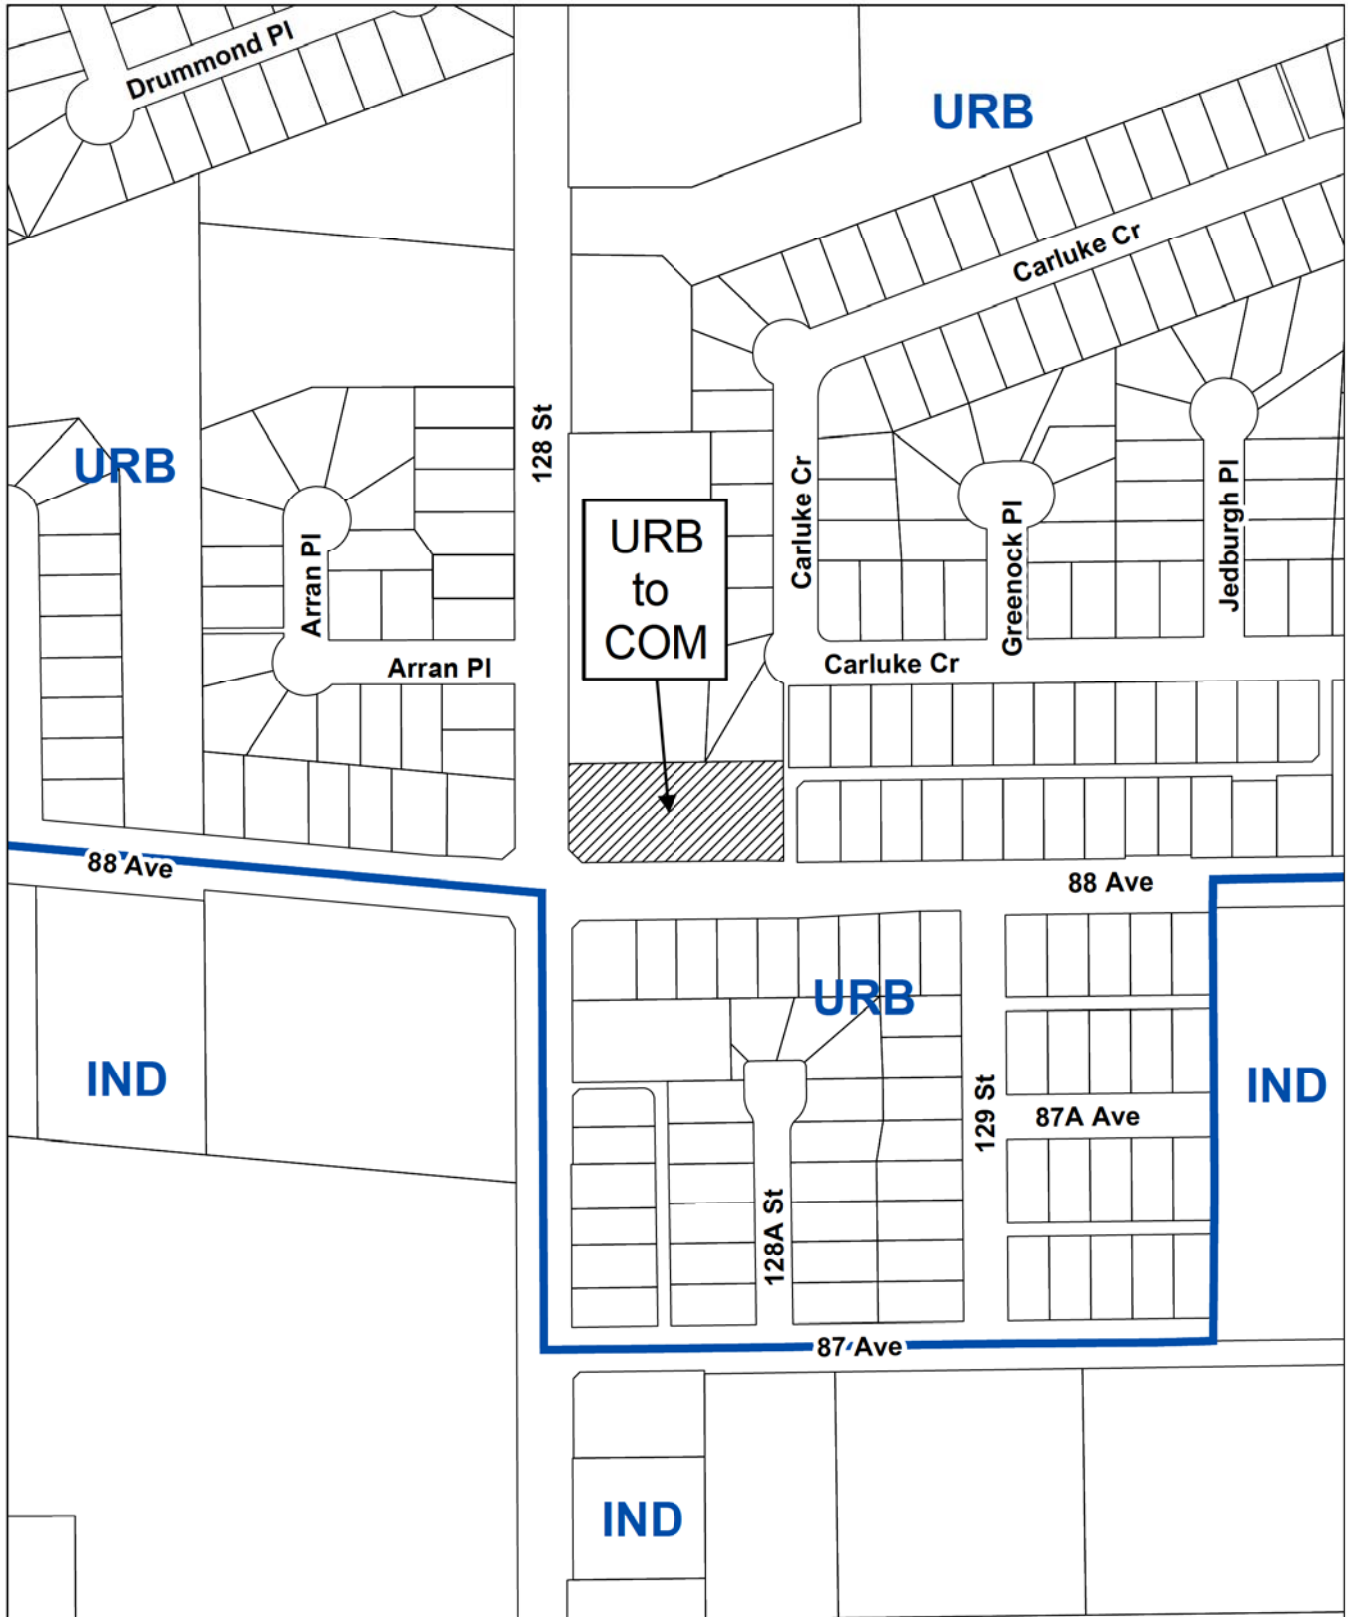 Drummond Pl
URB
Carluke Cr
128 St
URB
Carluke Cr
Greenock Pl
Jedburgh Pl
Arran Pl
URB
to
COM
Arran Pl
Carluke Cr
88 Ave
88 Ave
URB
IND
IND
129 St
87A Ave
128A St
87 Ave
IND